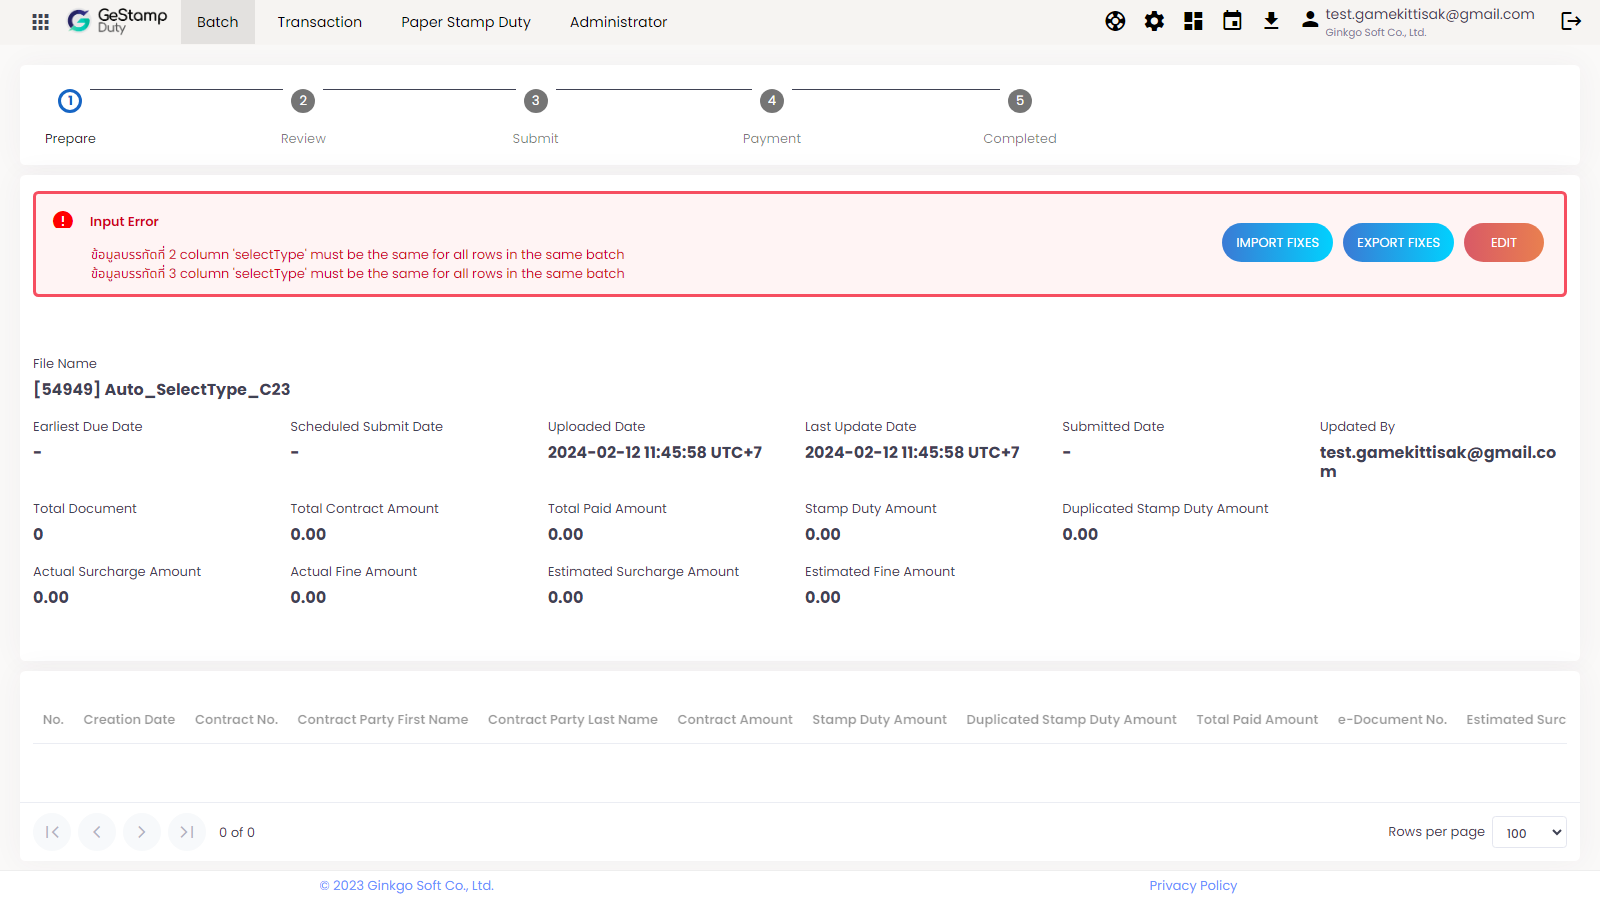 GeStamp
Duty
Batch
Transaction
Paper Stamp Duty
Administrator
test.gamekittisak@gmail.com
Ginkgo Soft Co., Ltd.
1
2
3
4
5
Prepare
Review
Submit
Payment
Completed
Input Error
ข้อมูลบรรทัดที่ 2 column 'selectType' must be the same for all rows in the same batch
ข้อมูลบรรทัดที่ 3 column 'selectType' must be the same for all rows in the same batch
IMPORT FIXES
EXPORT FIXES
EDIT
File Name
[54949] Auto_SelectType_C23
Earliest Due Date
Scheduled Submit Date
Uploaded Date
Last Update Date
Submitted Date
Updated By
-
-
2024-02-12 11:45:58 UTC+7
2024-02-12 11:45:58 UTC+7
-
test.gamekittisak@gmail.co
m
Total Document
Total Contract Amount
Total Paid Amount
Stamp Duty Amount
Duplicated Stamp Duty Amount
0
0.00
0.00
0.00
0.00
Actual Surcharge Amount
Actual Fine Amount
Estimated Surcharge Amount
Estimated Fine Amount
0.00
0.00
0.00
0.00
No.
Creation Date
Contract No.
Contract Party First Name
Contract Party Last Name
Contract Amount
Stamp Duty Amount
Duplicated Stamp Duty Amount
Total Paid Amount
e-Document No.
Estimated Surc
0 of 0
Rows per page
100
© 2023 Ginkgo Soft Co., Ltd.
Privacy Policy